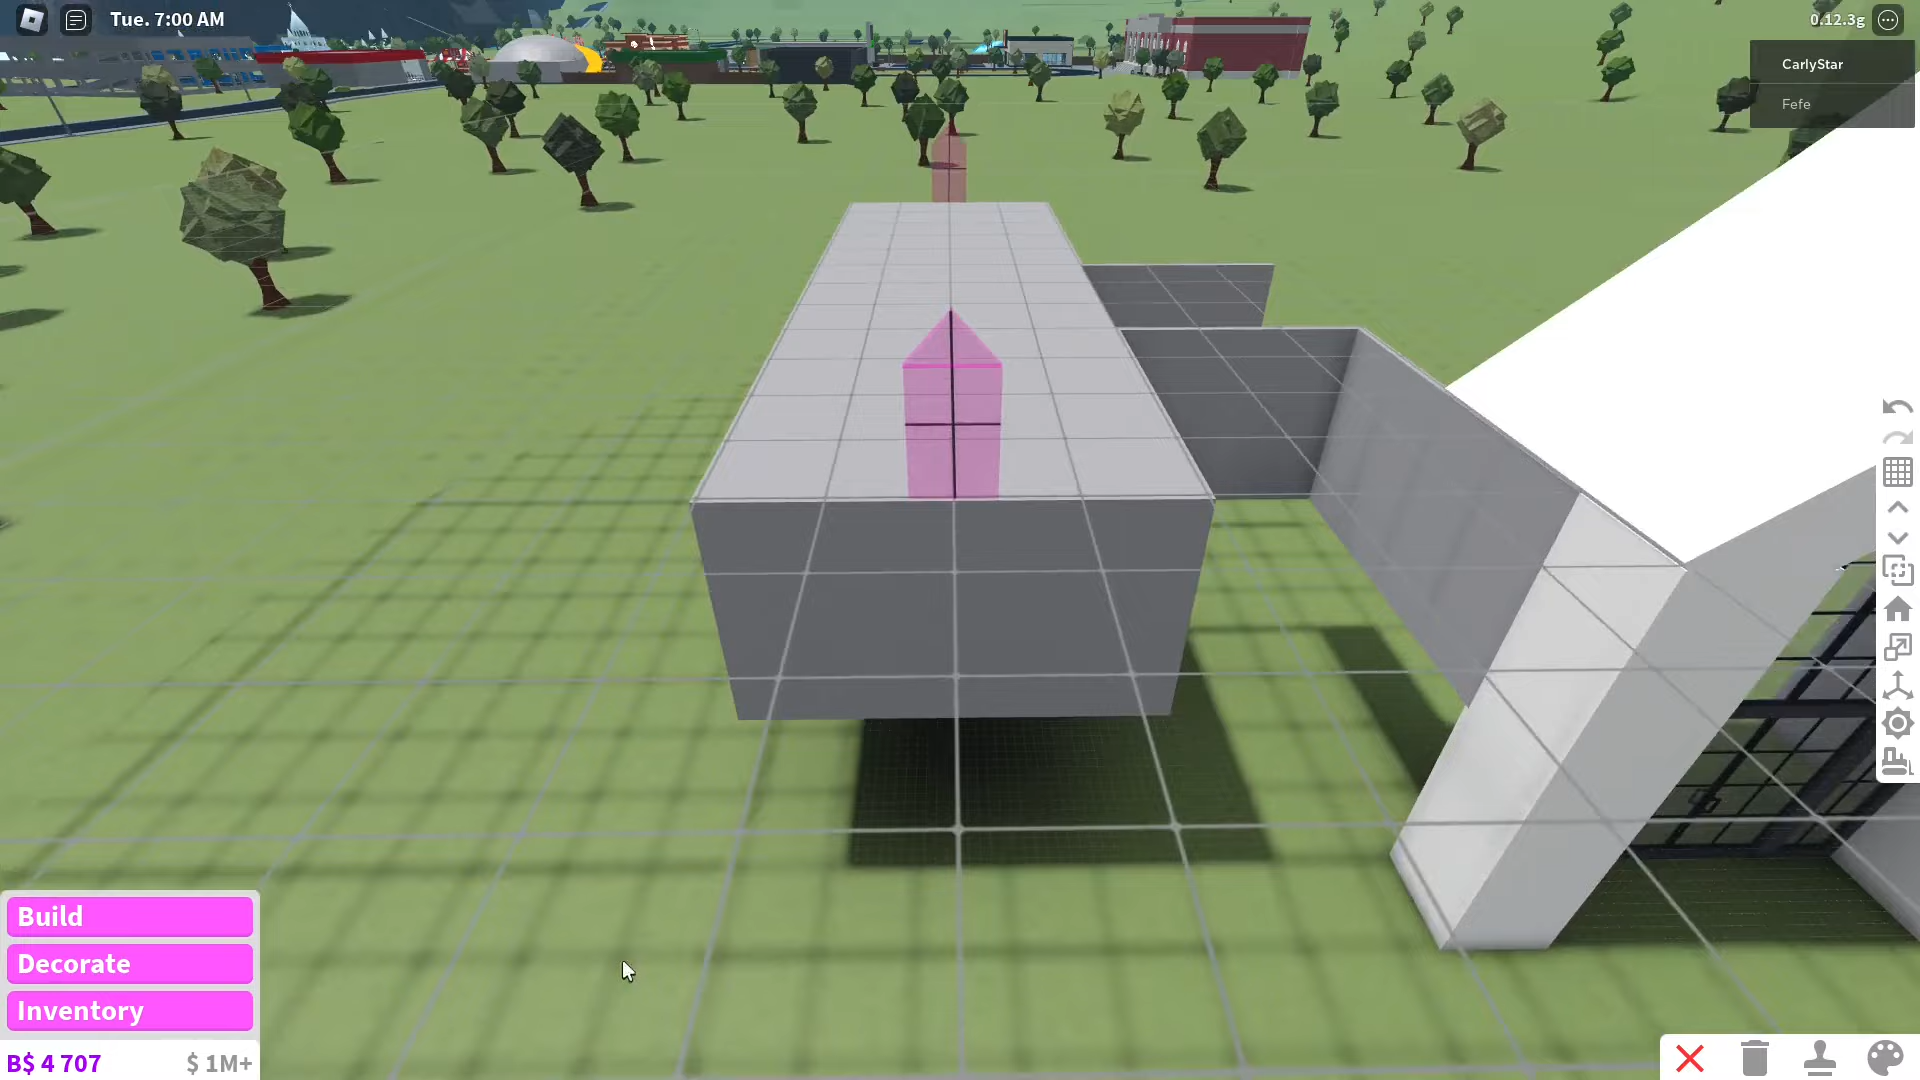 Tue. 7:00 AM
0.12.3g
CarlyStar
Fefe
Build
Decorate
Inventory
B$ 4 707
$ 1M+